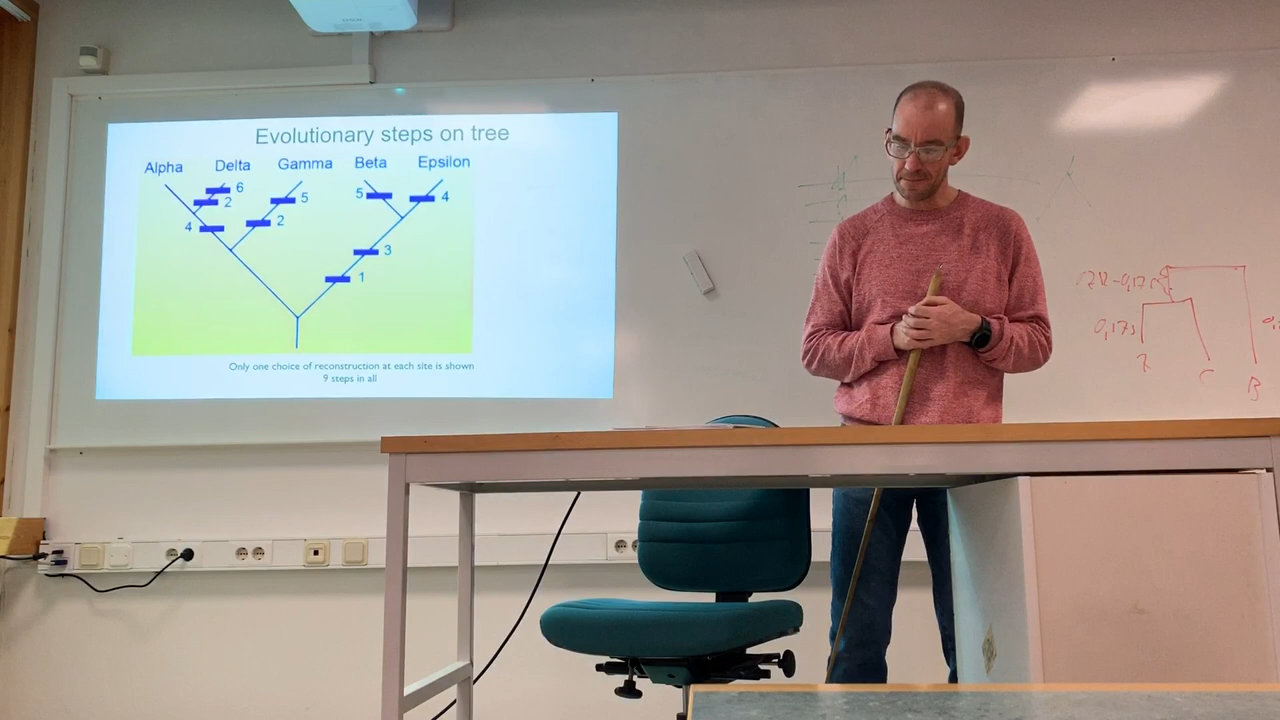 Evolutionary steps on tree
Alpha Delta Gamma Beta Epsilon
6
2 5 5 4
4 2
3
1
Only one choice of reconstruction at each site is shown
9 steps in all
C
B